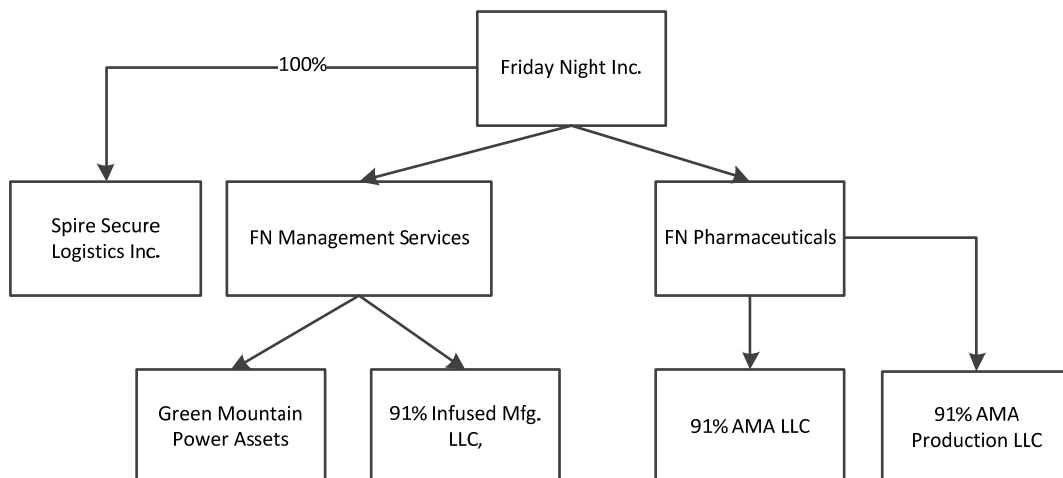 Friday Night Inc.
100%
Spire Secure
Logistics Inc.
FN Management Services
FN Pharmaceuticals
Green Mountain
Power Assets
91% Infused Mfg.
LLC,
91% AMA LLC
91% AMA
Production LLC